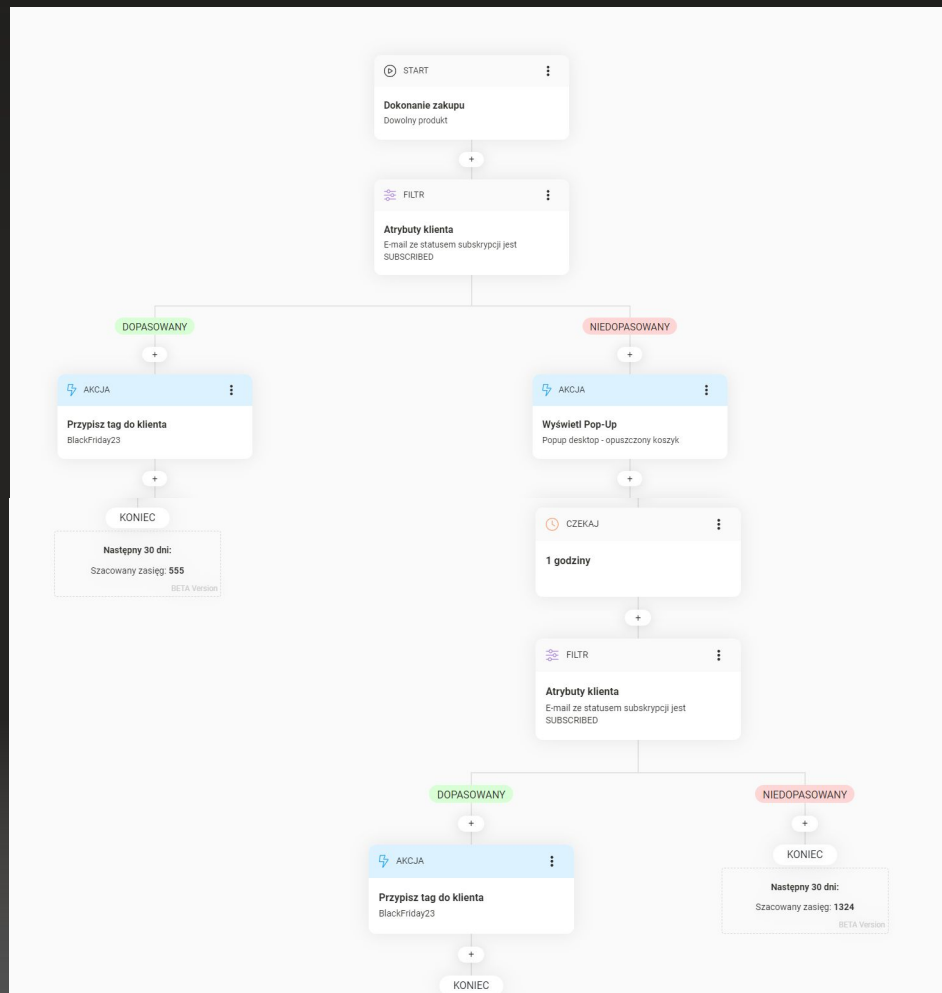 START
Dokonanie zakupu
Dowolny produkt
+
FILTR
Atrybuty klienta
E-mail ze statusem subskrypcji jest
SUBSCRIBED
DOPASOWANY
NIEDOPASOWANY
+
+
AKCJA
Przypisz tag do klienta
BlackFriday23
+
AKCJA
Wyświetl Pop-Up
Popup desktop - opuszczony koszyk
+
KONIEC
Następny 30 dni:
Szacowany zasięg: 555
BETA Version
CZEKAJ
1 godziny
+
FILTR
Atrybuty klienta
E-mail ze statusem subskrypcji jest
SUBSCRIBED
DOPASOWANY
NIEDOPASOWANY
+
+
AKCJA
Przypisz tag do klienta
BlackFriday23
+
KONIEC
KONIEC
Następny 30 dni:
Szacowany zasięg: 1324
BETA Version